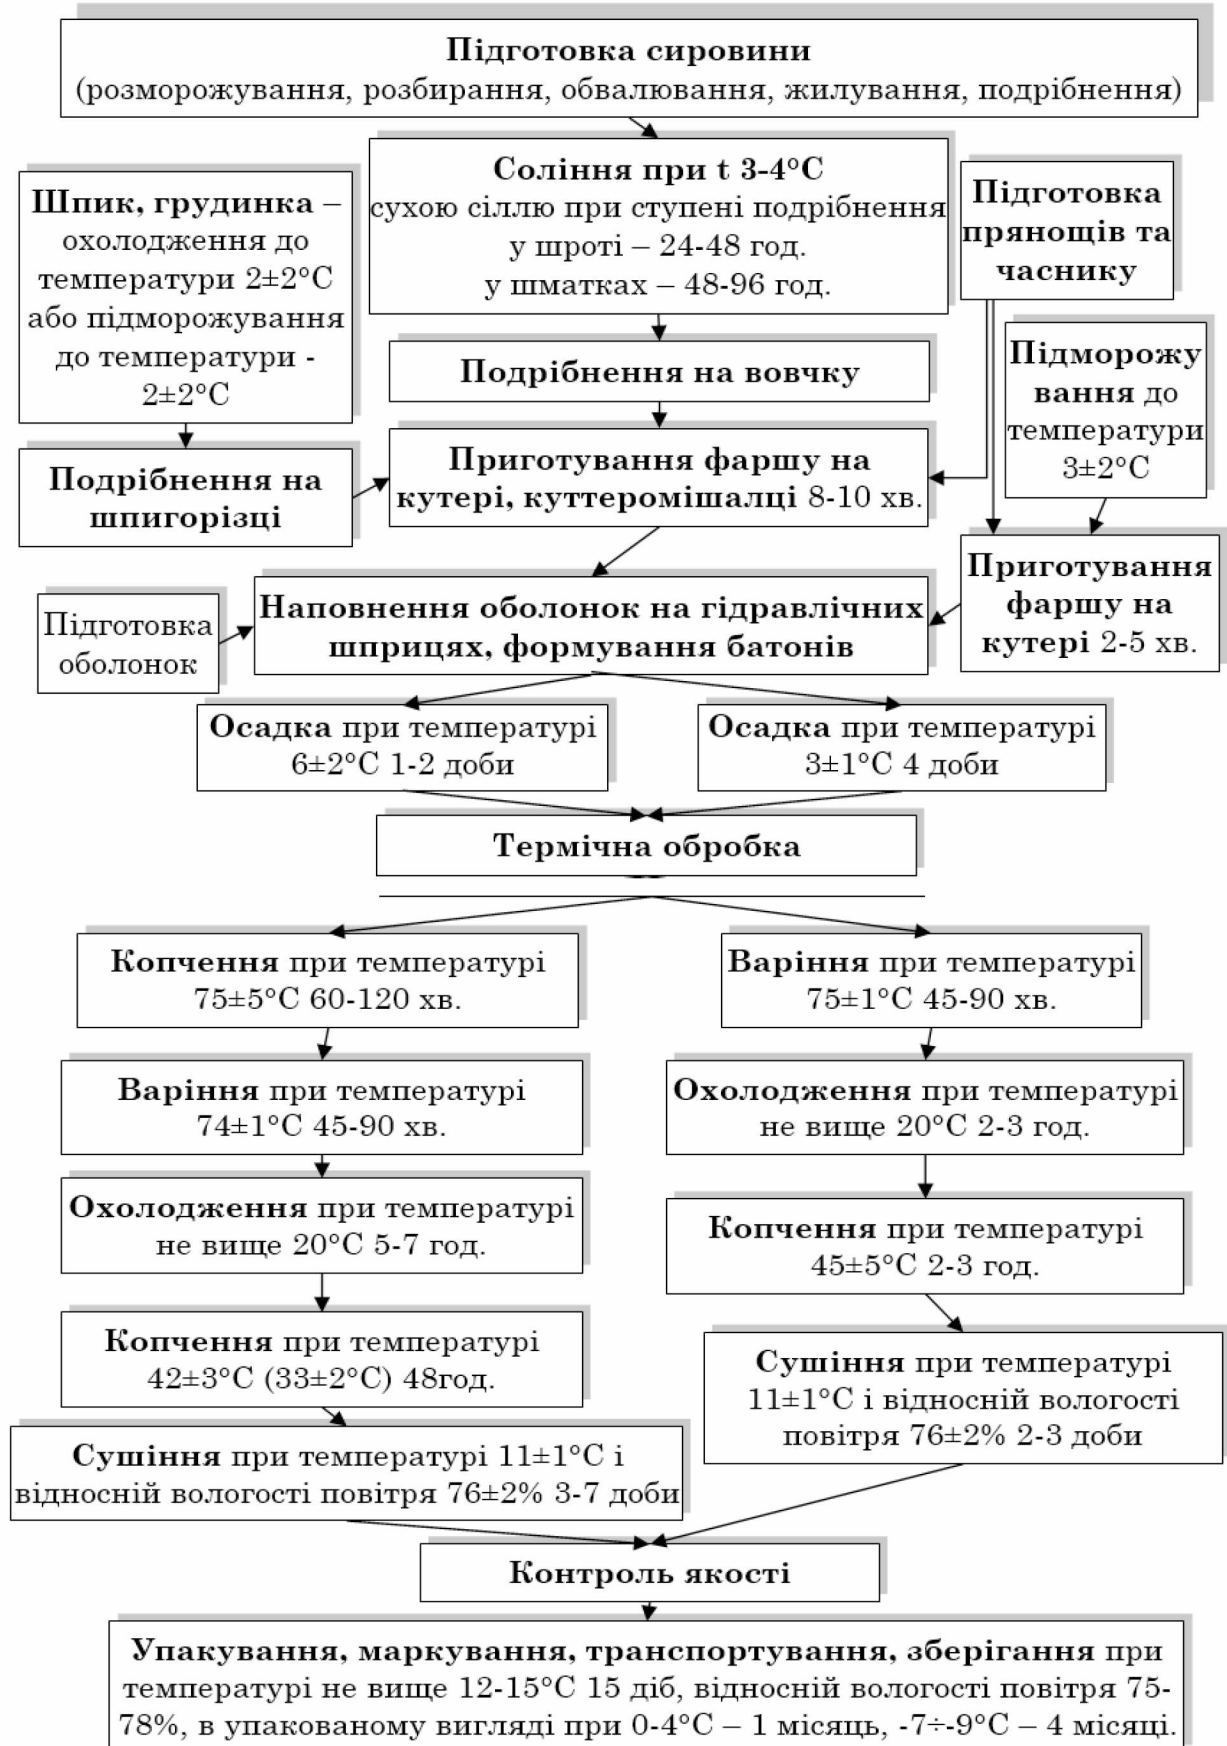 Підготовка сировини
(розморожування, розбирання, обвалювання, жилування, подрібнення)
Соління при t 3-4°С
сухою сіллю при ступені подрібнення
у шроті – 24-48 год.
у шматках – 48-96 год.
Шпик, грудинка –
охолодження до
температури 2±2°С
або підморожування
до температури -
2±2°С
Підготовка
прянощів та
часнику
Підморожу
вання до
температури
3±2°С
Подрібнення на вовчку
Подрібнення на
шпигорізці
Приготування фаршу на
кутері, куттеромішалці 8-10 хв.
Приготування
фаршу на
кутері 2-5 хв.
Підготовка
оболонок
Наповнення оболонок на гідравлічних
шприцях, формування батонів
Осадка при температурі
6±2°С 1-2 доби
Осадка при температурі
3±1°С 4 доби
Термічна обробка
Копчення при температурі
75±5°С 60-120 хв.
Варіння при температурі
74±1°С 45-90 хв.
Охолодження при температурі
не вище 20°С 5-7 год.
Копчення при температурі
42±3°С (33±2°С) 48год.
Сушіння при температурі 11±1°С і
відносній вологості повітря 76±2% 3-7 доби
Варіння при температурі
75±1°С 45-90 хв.
Охолодження при температурі
не вище 20°С 2-3 год.
Копчення при температурі
45±5°С 2-3 год.
Сушіння при температурі
11±1°С і відносній вологості
повітря 76±2% 2-3 доби
Контроль якості
Упакування, маркування, транспортування, зберігання при
температурі не вище 12-15°С 15 діб, відносній вологості повітря 75-
78%, в упакованому вигляді при 0-4°С – 1 місяць, -7÷-9°С – 4 місяці.